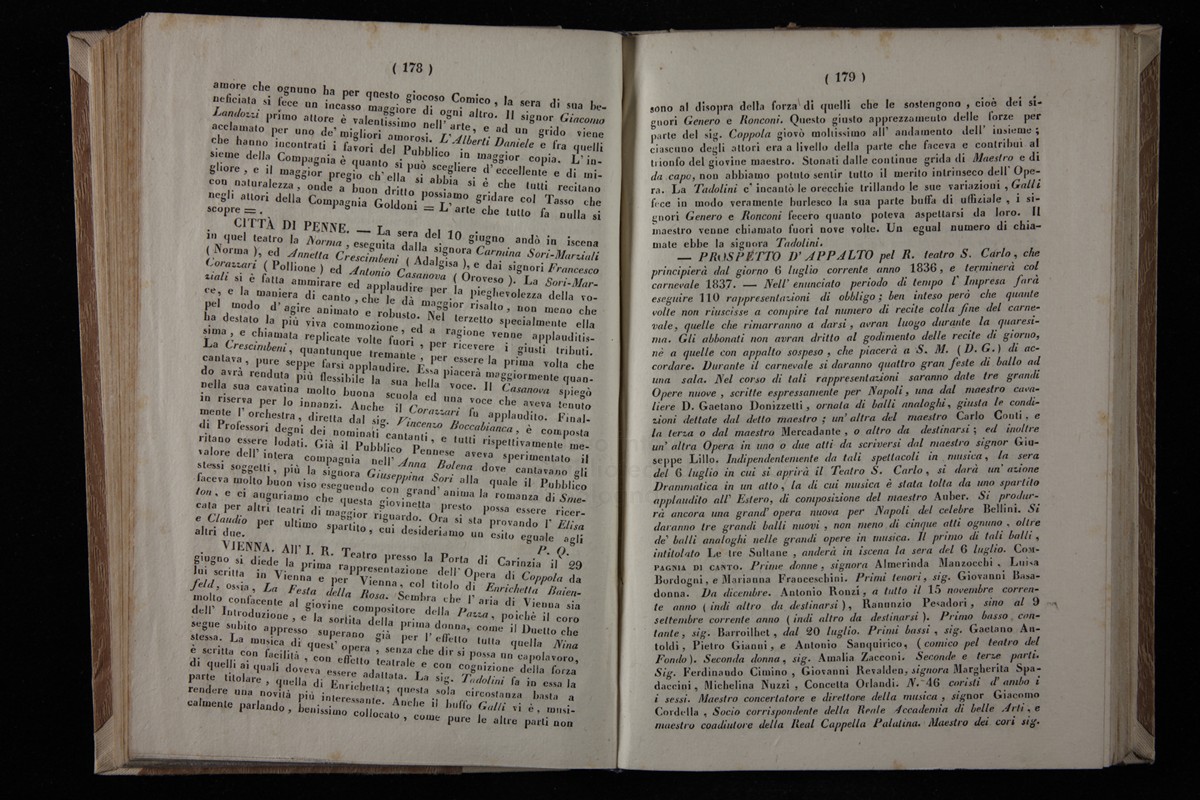 ( 178 )
amore che ognuno ha per questo giocoso Comico , la sera di sua be-
neficiata si fece un incasso maggiore di ogni altro. Il signor Giacomo
Landozzi primo attore è valentissimo nell' arte, e ad un grido viene
acclamato per uno de' migliori amorosi. L'Alberti Daniele e fra quelli
che hanno incontrati i favori del Pubblico in maggior copia. L' in-
sieme della Compagnia è quanto si può scegliere d' eccellente e di mi-
gliore , e il maggior pregio ch' ella si abbia si è che tutti recitano
con naturalezza , onde a buon dritto possiamo gridare col Tasso che
negli attori della Compagnia Goldoni = L' arte che tutto fa nulla si
scopre = .
CITTÀ DI PENNE. — La sera del 10 giugno andò in iscena
in quel teatro la Norma , eseguita dalla signora Carmina Sori-Marziali
( Norma ), ed Annetta Crescimbeni ( Adalgisa ), e dai signori Francesco
Corazzari ( Pollione ) ed Antonio Casanova ( Oroveso ). La Sori-Mar-
ziali si è fatta ammirare ed applaudire per la pieghevolezza della vo-
ce, e la maniera di canto , che le dà maggior risalto , non meno che
pel modo d' agire animato e robusto. Nel terzetto specialmente ella
ha destato la più viva commozione, ed a ragione venne applauditis-
sima , e chiamata replicate volte fuori , per ricevere i giusti tributi.
La Crescimbeni, quantunque tremante , per essere la prima volta che
cantava , pure seppe farsi applaudire. Essa piacerà maggiormente quan-
do avrà renduta più flessibile la sua bella voce. Il Casanova spiegò
nella sua cavatina molto buona scuola ed una voce che aveva tenuto
in riserva per lo innanzi. Anche il Corazzari fu applaudito. Final-
mente l' orchestra , diretta dal sig. Vincenzo Boccabianca , è composta
di Professori degni dei nominati cantanti , e tutti rispettivamente me-
ritano essere lodati. Già il Pubblico Pennese aveva sperimentato il
valore dell' intera compagnia nell' Anna Bolena dove cantavano gli
stessi soggetti, più la signora Giuseppina Sori alla quale il Pubblico
faceva molto buon viso eseguendo con grand' anima la romanza di Sme-
ton , e ci auguriamo che questa giovinetta presto possa essere ricer-
cata per altri teatri di maggior riguardo. Ora si sta provando l' Elisa
e Claudio per ultimo spartito , cui desideriamo un esito eguale agli
altri due. P. Q.
VIENNA. All' I. R. Teatro presso la Porta di Carinzia il 29
giugno si diede la prima rappresentazione dell' Opera di Coppola da
lui scritta in Vienna e per Vienna, col titolo di Enrichetta Baien-
feld, ossia, La Festa della Rosa. Sembra che l' aria di Vienna sia
molto confacente al giovine compositore della Pazza, poichè il coro
dell' Introduzione , e la sortita della prima donna, come il Duetto che
segue subito appresso superano già per l' effetto tutta quella Nina
stessa. La musica di quest' opera , senza che dir si possa un capolavoro,
è scritta con facilità , con effetto teatrale e con cognizione della forza
di quelli ai quali doveva essere adattata. La sig. Tadolini fa in essa la
parte titolare , quella di Enrichetta; questa sola circostanza basta a
rendere una novità più interessante. Anche il buffo Galli vi è , musi-
calmente parlando , benissimo collocato , come pure le altre parti non
( 179 )
sono al disopra della forza di quelli che le sostengono , cioè dei si-
gnori Genero e Ronconi. Questo giusto apprezzamento delle forze per
parte del sig. Coppola giovò moltissimo all' andamento dell' insieme ;
ciascuno degli attori era a livello della parte che faceva e contribuì al
trionfo del giovine maestro. Stonati dalle continue grida di Maestro e di
da capo, non abbiamo potuto sentir tutto il merito intrinseco dell' Ope-
ra. La Tadolini c' incantò le orecchie trillando le sue variazioni , Galli
fece in modo veramente burlesco la sua parte buffa di uffiziale , i si-
gnori Genero e Ronconi fecero quanto poteva aspettarsi da loro. Il
maestro venne chiamato fuori nove volte. Un egual numero di chia-
mate ebbe la signora Tadolini.
— PROSPETTO D' APPALTO pel R. teatro S. Carlo , che
principierà dal giorno 6 luglio corrente anno 1836 , e terminerà col
carnevale 1837. — Nell' enunciato periodo di tempo l' Impresa farà
eseguire 110 rappresentazioni di obbligo ; ben inteso però che quante
volte non riuscisse a compire tal numero di recite colla fine del carne-
vale, quelle che rimarranno a darsi , avran luogo durante la quaresi-
ma. Gli abbonati non avran dritto al godimento delle recite di giorno,
nè a quelle con appalto sospeso , che piacerà a S. M. ( D. G. ) di ac-
cordare. Durante il carnevale si daranno quattro gran feste di ballo ad
una sala. Nel corso di tali rappresentazioni saranno date tre grandi
Opere nuove , scritte espressamente per Napoli , una dal maestro cava-
liere D. Gaetano Donizzetti , ornata di balli analoghi, giusta le condi-
zioni dettate dal detto maestro ; un' altra del maestro Carlo Conti , e
la terza o dal maestro Mercadante , o altro da destinarsi ; ed inoltre
un' altra Opera in uno o due atti da scriversi dal maestro signor Giu-
seppe Lillo. Indipendentemente da tali spettacoli in musica , la sera
del 6 luglio in cui si aprirà il Teatro S. Carlo , si darà un' azione
Drammatica in un atto , la di cui musica è stata tolta da uno spartito
applaudito all' Estero, di composizione del maestro Auber. Si produr-
rà ancora una grand' opera nuova per Napoli del celebre Bellini. Si
daranno tre grandi balli nuovi , non meno di cinque atti ognuno , oltre
de' balli analoghi nelle grandi opere in musica. Il primo di tali balli ,
intitolato Le tre Sultane , anderà in iscena la sera del 6 luglio. COM-
PAGNIA DI CANTO. Prime donne , signora Almerinda Manzocchi , Luisa
Bordogni, e Marianna Franceschini. Primi tenori , sig. Giovanni Basa-
donna. Da dicembre. Antonio Ronzi , a tutto il 15 novembre corren-
te anno ( indi altro da destinarsi ), Ranunzio Pesadori , sino al 9
settembre corrente anno ( indi altro da destinarsi ). Primo basso can-
tante , sig. Barroilhet , dal 20 luglio. Primi bassi , sig. Gaetano An-
toldi , Pietro Gianni , e Antonio Sanquirico, ( comico pel teatro del
Fondo ). Seconda donna , sig. Amalia Zacconi. Seconde e terze parti.
Sig. Ferdinando Cimino , Giovanni Revalden, signora Margherita Spa-
daccini , Michelina Nuzzi , Concetta Orlandi. N.° 46 coristi d' ambo i
i sessi. Maestro concertatore e direttore della musica , signor Giacomo
Cordella , Socio corrispondente della Reale Accademia di belle Arti , e
maestro coadiutore della Real Cappella Palatina. Maestro dei cori sig.